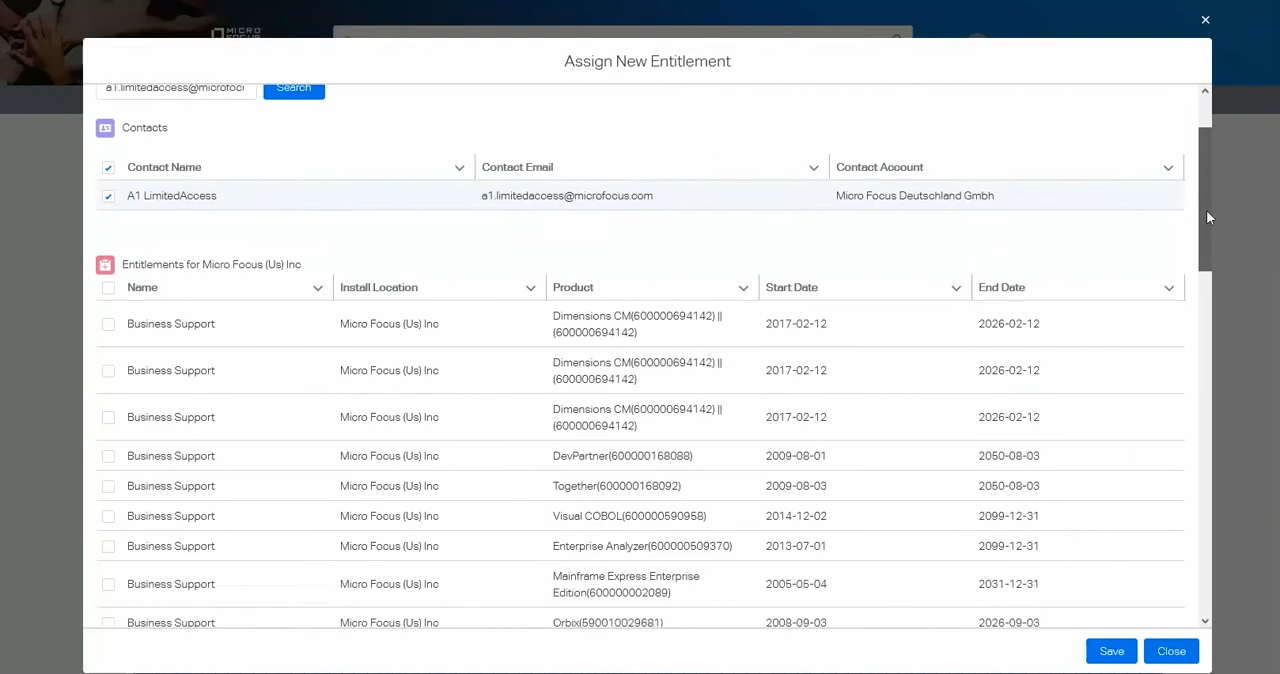 MICRO
FOCUS
Assign New Entitlement
a1.limitedaccess@microfoc Search
Contacts
Contact Name Contact Email Contact Account
A1 LimitedAccess a1.limitedaccess@microfocus.com Micro Focus Deutschland Gmbh
Entitlements for Micro Focus (Us) Inc
Name Install Location Product Start Date End Date
Business Support Micro Focus (Us) Inc Dimensions CM(600000694142) || 2017-02-12 2026-02-12
(600000694142)
Business Support Micro Focus (Us) Inc Dimensions CM(600000694142) || 2017-02-12 2026-02-12
(600000694142)
Business Support Micro Focus (Us) Inc Dimensions CM(600000694142) || 2017-02-12 2026-02-12
(600000694142)
Business Support Micro Focus (Us) Inc DevPartner(600000168088) 2009-08-01 2050-08-03
Business Support Micro Focus (Us) Inc Together(600000168092) 2009-08-03 2050-08-03
Business Support Micro Focus (Us) Inc Visual COBOL(600000590958) 2014-12-02 2099-12-31
Business Support Micro Focus (Us) Inc Enterprise Analyzer(600000509370) 2013-07-01 2099-12-31
Business Support Micro Focus (Us) Inc Mainframe Express Enterprise 2005-05-04 2031-12-31
Edition(600000002089)
Business Support Micro Focus (Us) Inc Orbix(590010029681) 2008-09-03 2026-09-03
Save Close